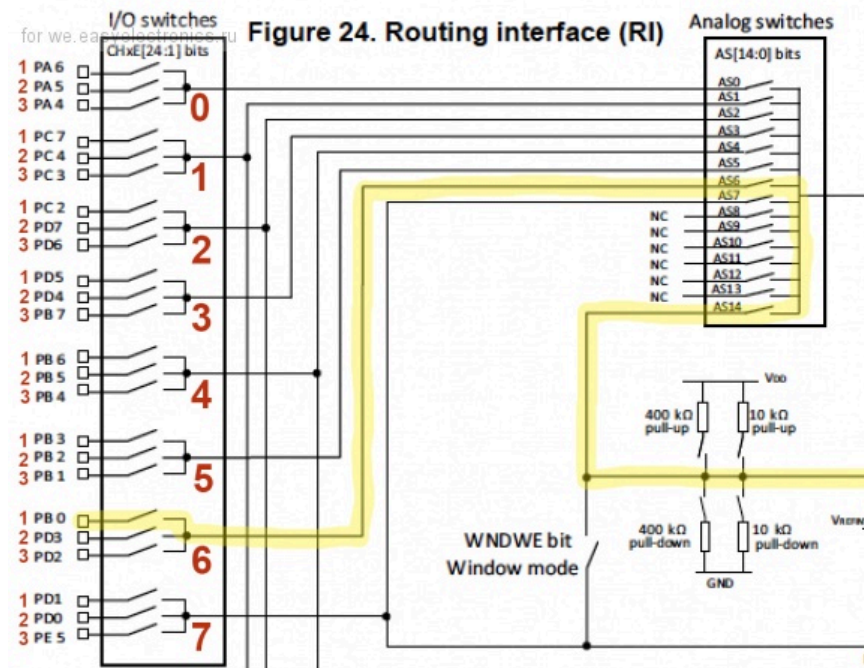 I/O switches
for we.easyelectronics.ru
Figure 24. Routing interface (RI)
Analog switches
CHxE[24:1] bits
AS[14:0] bits
1 PA6
2 PA5
3 PA4
0
1 PC7
2 PC4
3 PC3
1
1 PC2
2 PD7
3 PD6
2
1 PD5
2 PD4
3 PB7
3
1 PB6
2 PB5
3 PB4
4
1 PB3
2 PB2
3 PB1
5
1 PB0
2 PD3
3 PD2
6
1 PD1
2 PD0
3 PE5
7
AS0
AS1
AS2
AS3
AS4
AS5
AS6
AS7
NC AS8
NC AS9
NC AS10
NC AS11
NC AS12
NC AS13
AS14
VDD
400 kΩ
pull-up
10 kΩ
pull-up
400 kΩ
pull-down
10 kΩ
pull-down
GND
WNDWE bit
Window mode